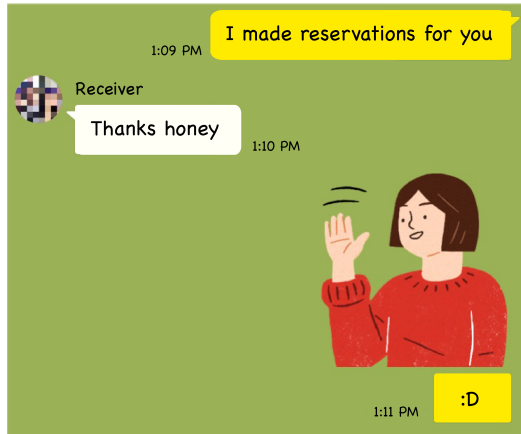 I made reservations for you
1:09 PM
Receiver
Thanks honey
1:10 PM
:D
1:11 PM